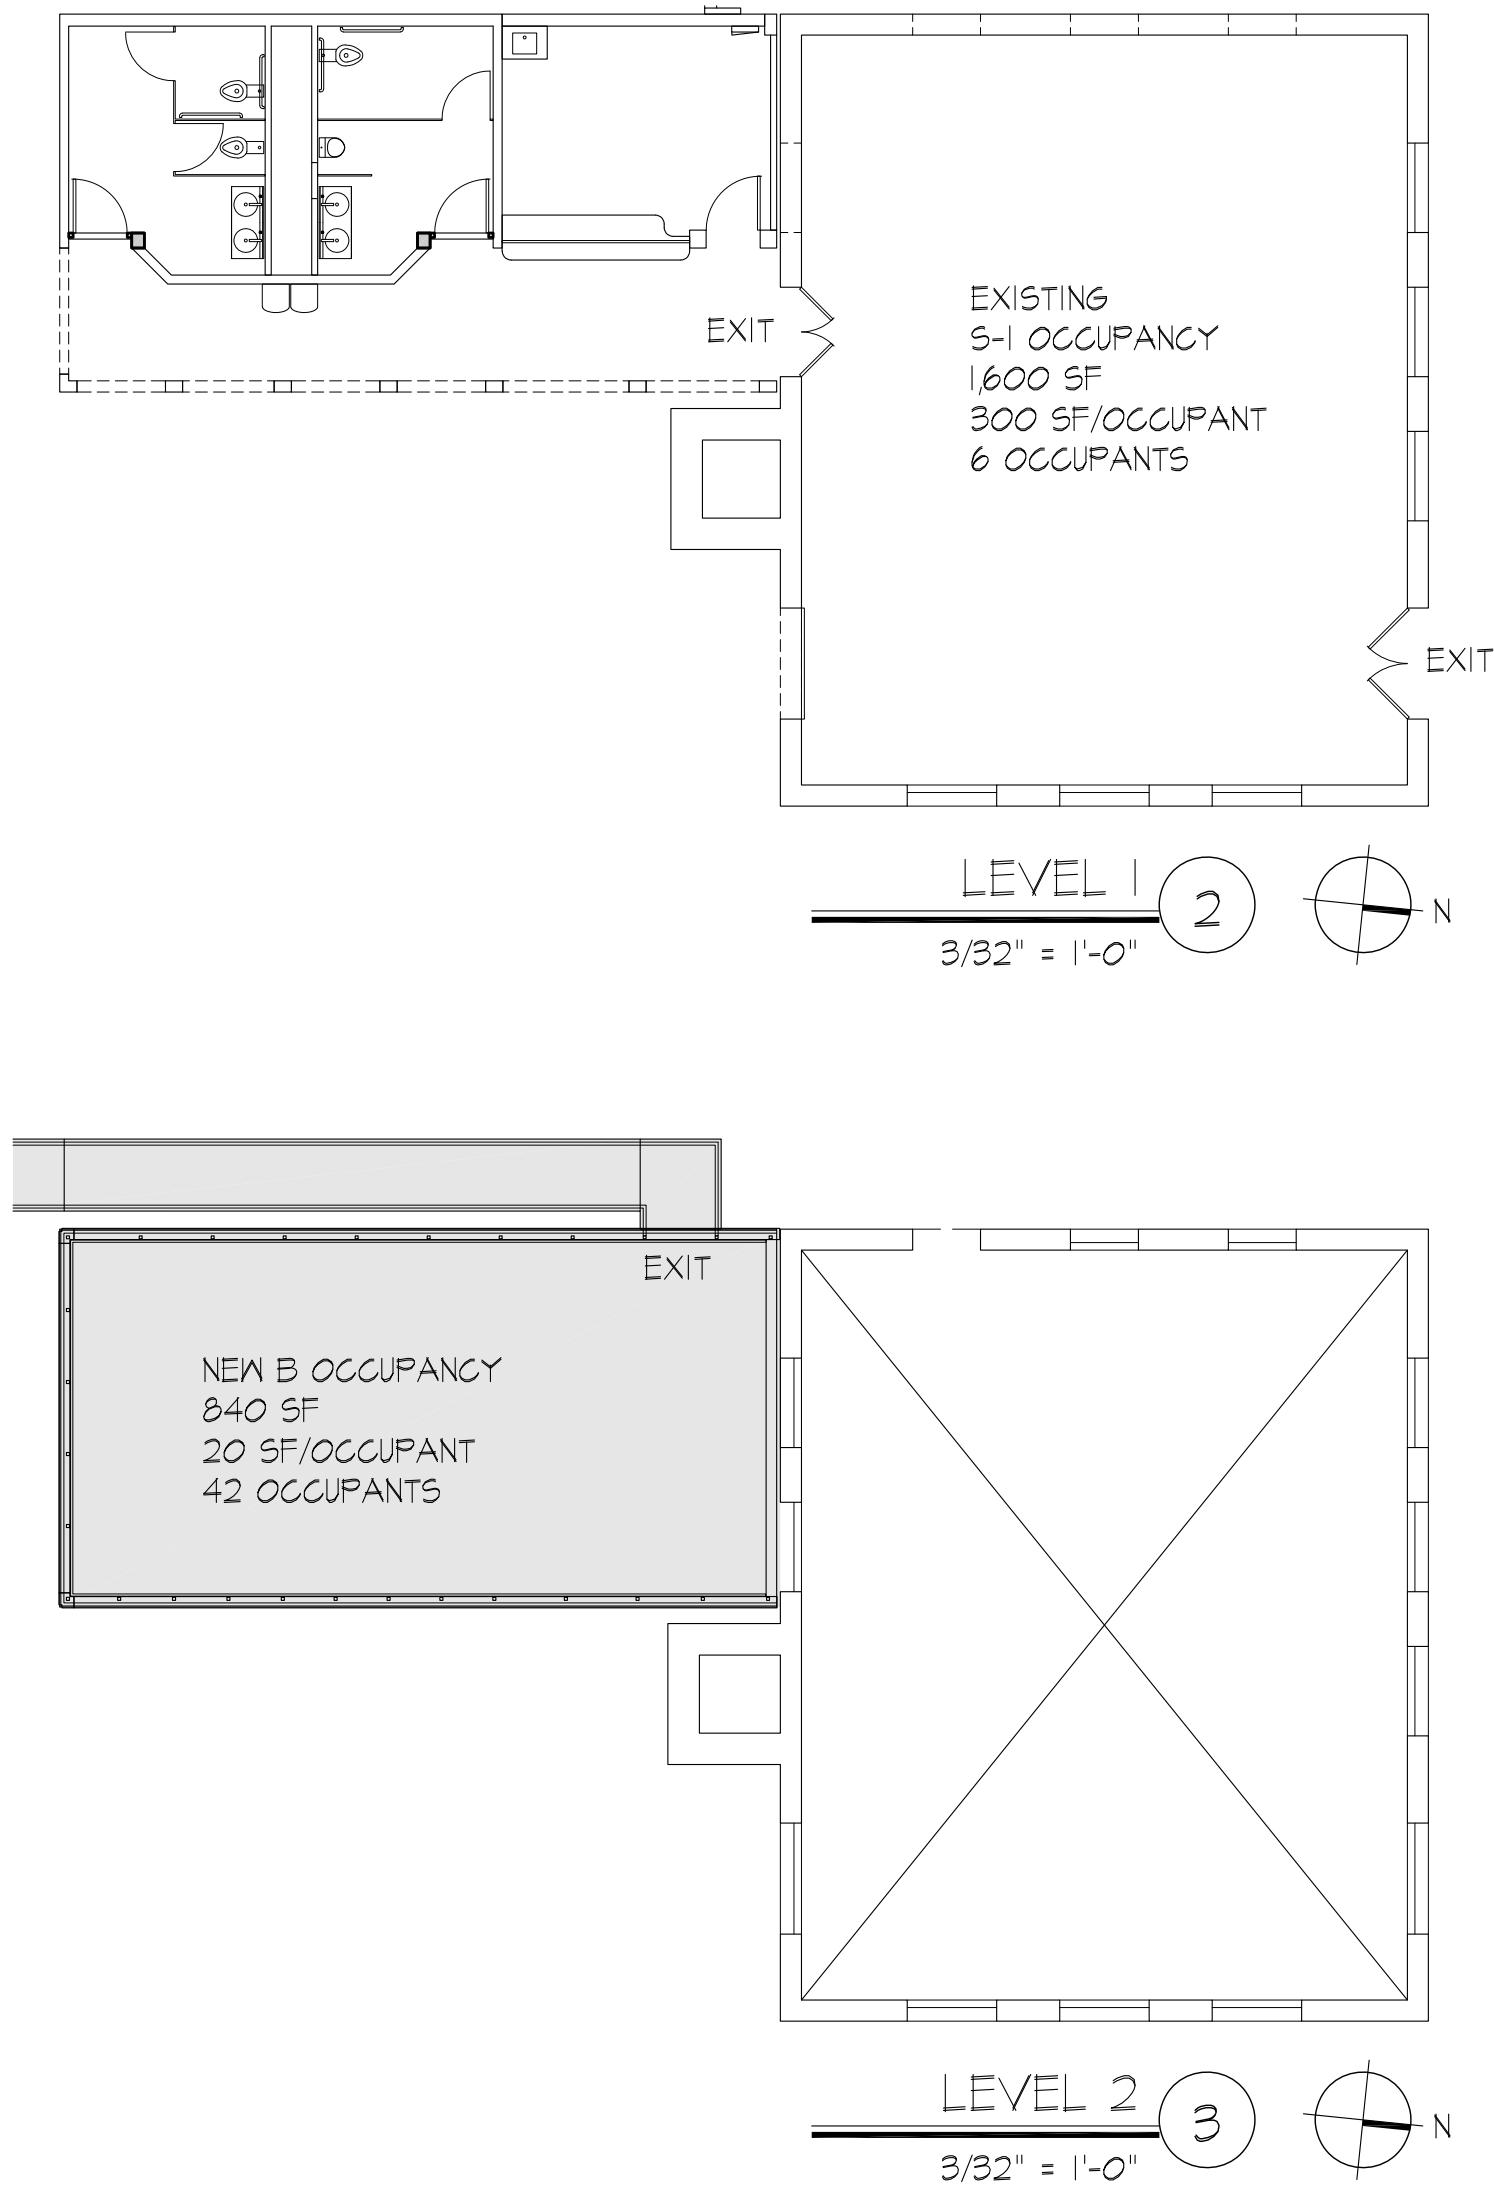 EXISTING
S-1 OCCUPANCY
1,600 SF
300 SF/OCCUPANT
6 OCCUPANTS
EXIT
EXIT
LEVEL 1
2
N
3/32" = 1'-0"
EXIT
NEW B OCCUPANCY
840 SF
20 SF/OCCUPANT
42 OCCUPANTS
LEVEL 2
3
N
3/32" = 1'-0"